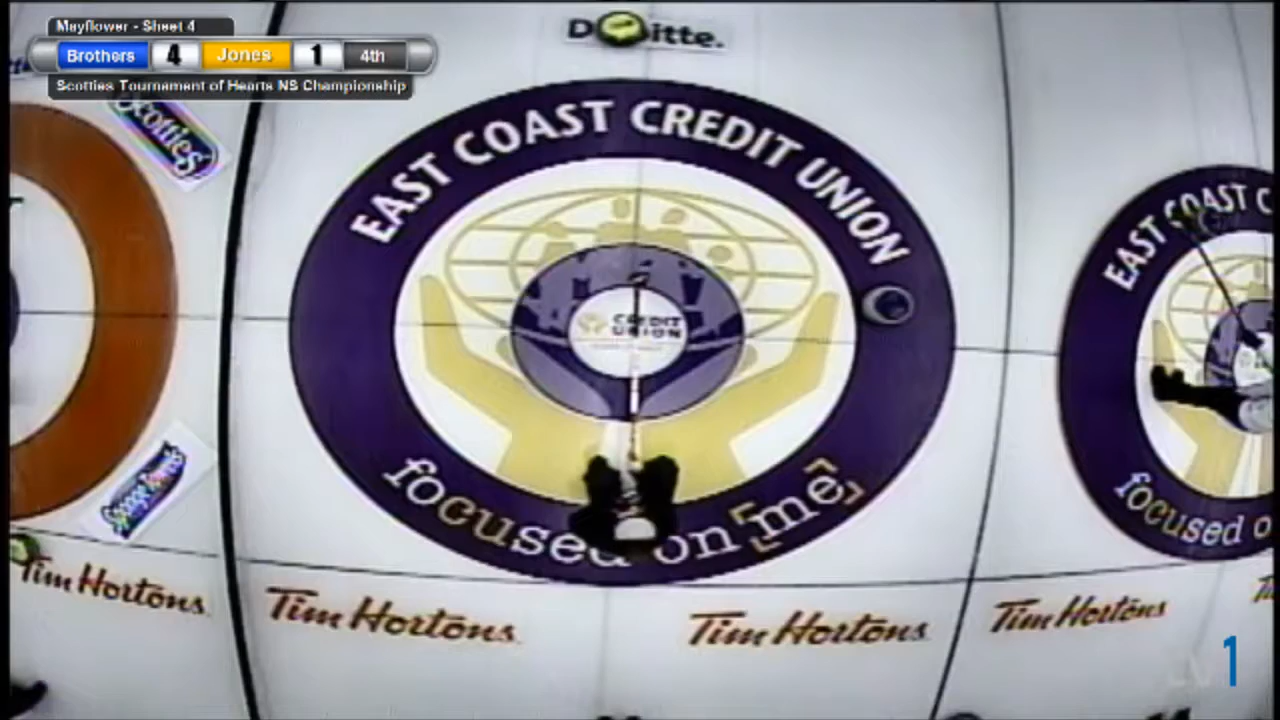 Mayflower - Sheet 4
Brothers 4 Jones 1 4th
Scotties Tournament of Hearts NS Championship
Scotties
EAST COAST CREDIT UNION
EAST COAST C
CREDIT
UNION
focused on me
focused o
Tim Hortons
Tim Hortons
Tim Hortons
Tim Hortons
1